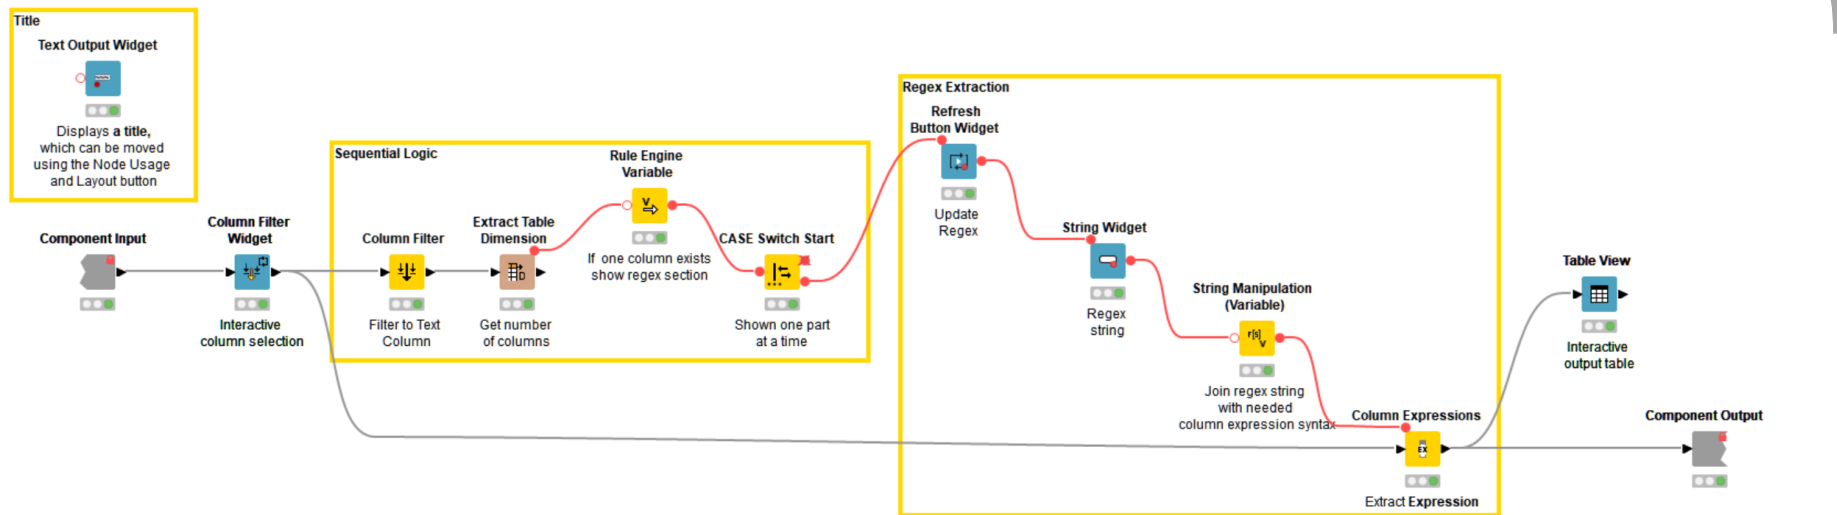 Title
Text Output Widget
Displays a title,
which can be moved
using the Node Usage
and Layout button
Component Input
Column Filter
Widget
Interactive
column selection
Sequential Logic
Column Filter
Filter to Text
Column
Extract Table
Dimension
D
Get number
of columns
Rule Engine
Variable
V
If one column exists
show regex section
CASE Switch Start
Shown one part
at a time
Regex Extraction
Refresh
Button Widget
Update
Regex
String Widget
Regex
string
String Manipulation
(Variable)
r[s]
V
Join regex string
with needed
column expression syntax
Column Expressions
EX
Extract Expression
Table View
Interactive
output table
Component Output